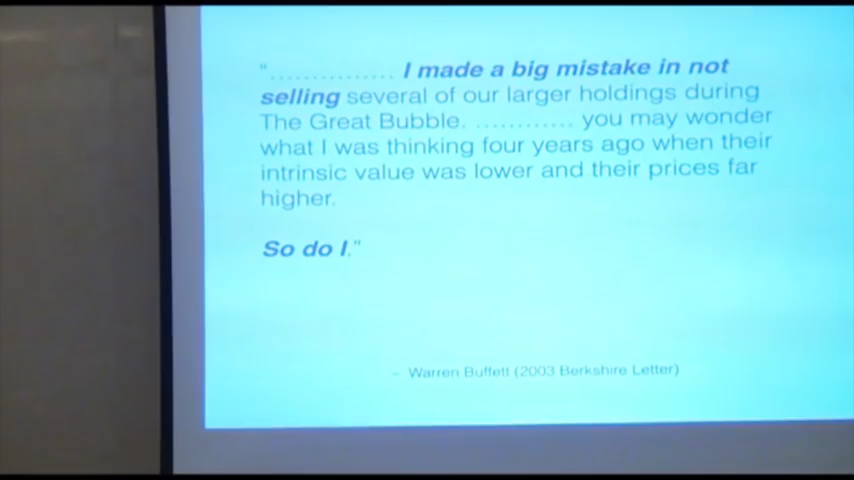 "............... I made a big mistake in not
selling several of our larger holdings during
The Great Bubble. ............ you may wonder
what I was thinking four years ago when their
intrinsic value was lower and their prices far
higher.
So do I."
– Warren Buffett (2003 Berkshire Letter)